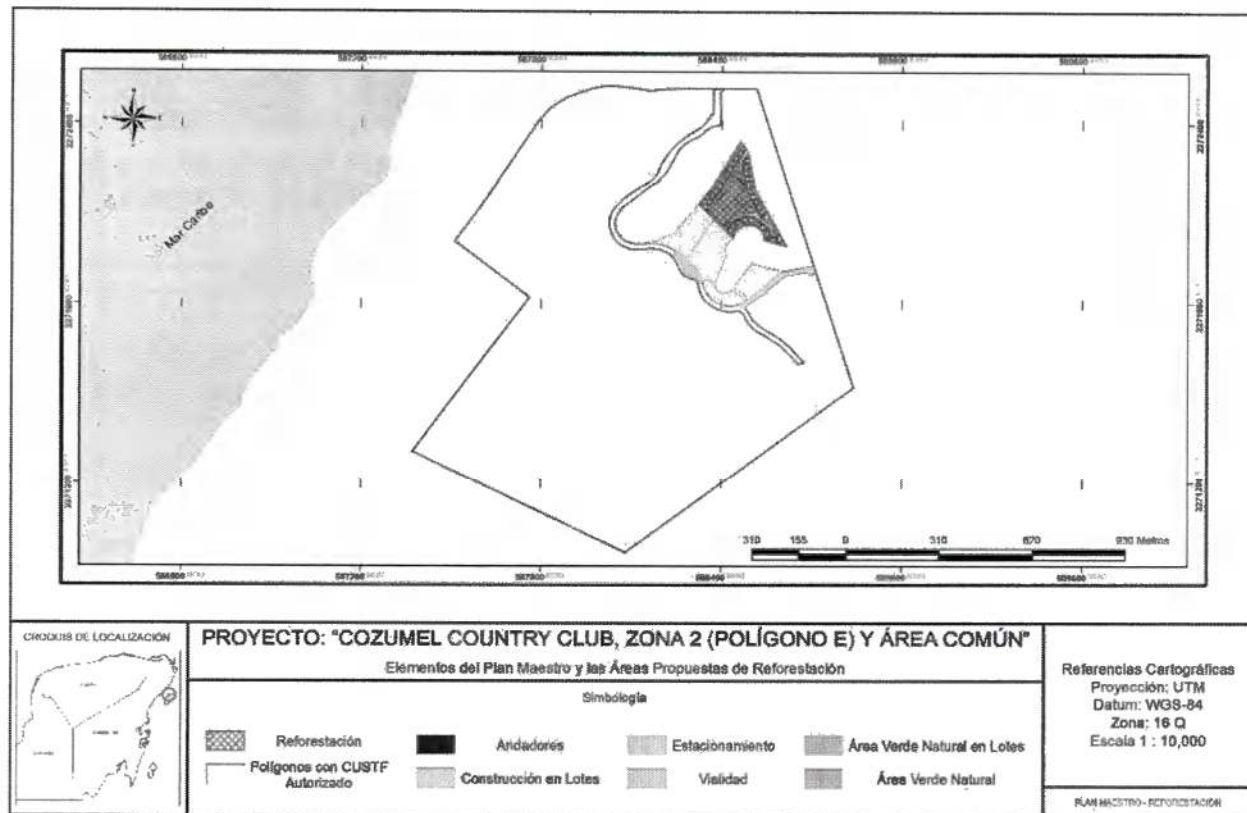 Mar Caribe
310 155 0 310 670 930 Metros
CROQUIS DE LOCALIZACIÓN
PROYECTO: "COZUMEL COUNTRY CLUB, ZONA 2 (POLÍGONO E) Y ÁREA COMÚN"
Elementos del Plan Maestro y las Áreas Propuestas de Reforestación
Simbología
Reforestación
Andadores
Estacionamiento
Área Verde Natural en Lotes
Polígonos con CUSTF
Autorizado
Construcción en Lotes
Vialidad
Área Verde Natural
Referencias Cartográficas
Proyección: UTM
Datum: WGS-84
Zona: 16 Q
Escala 1 : 10,000
PLAN MAESTRO - REFORESTACIÓN